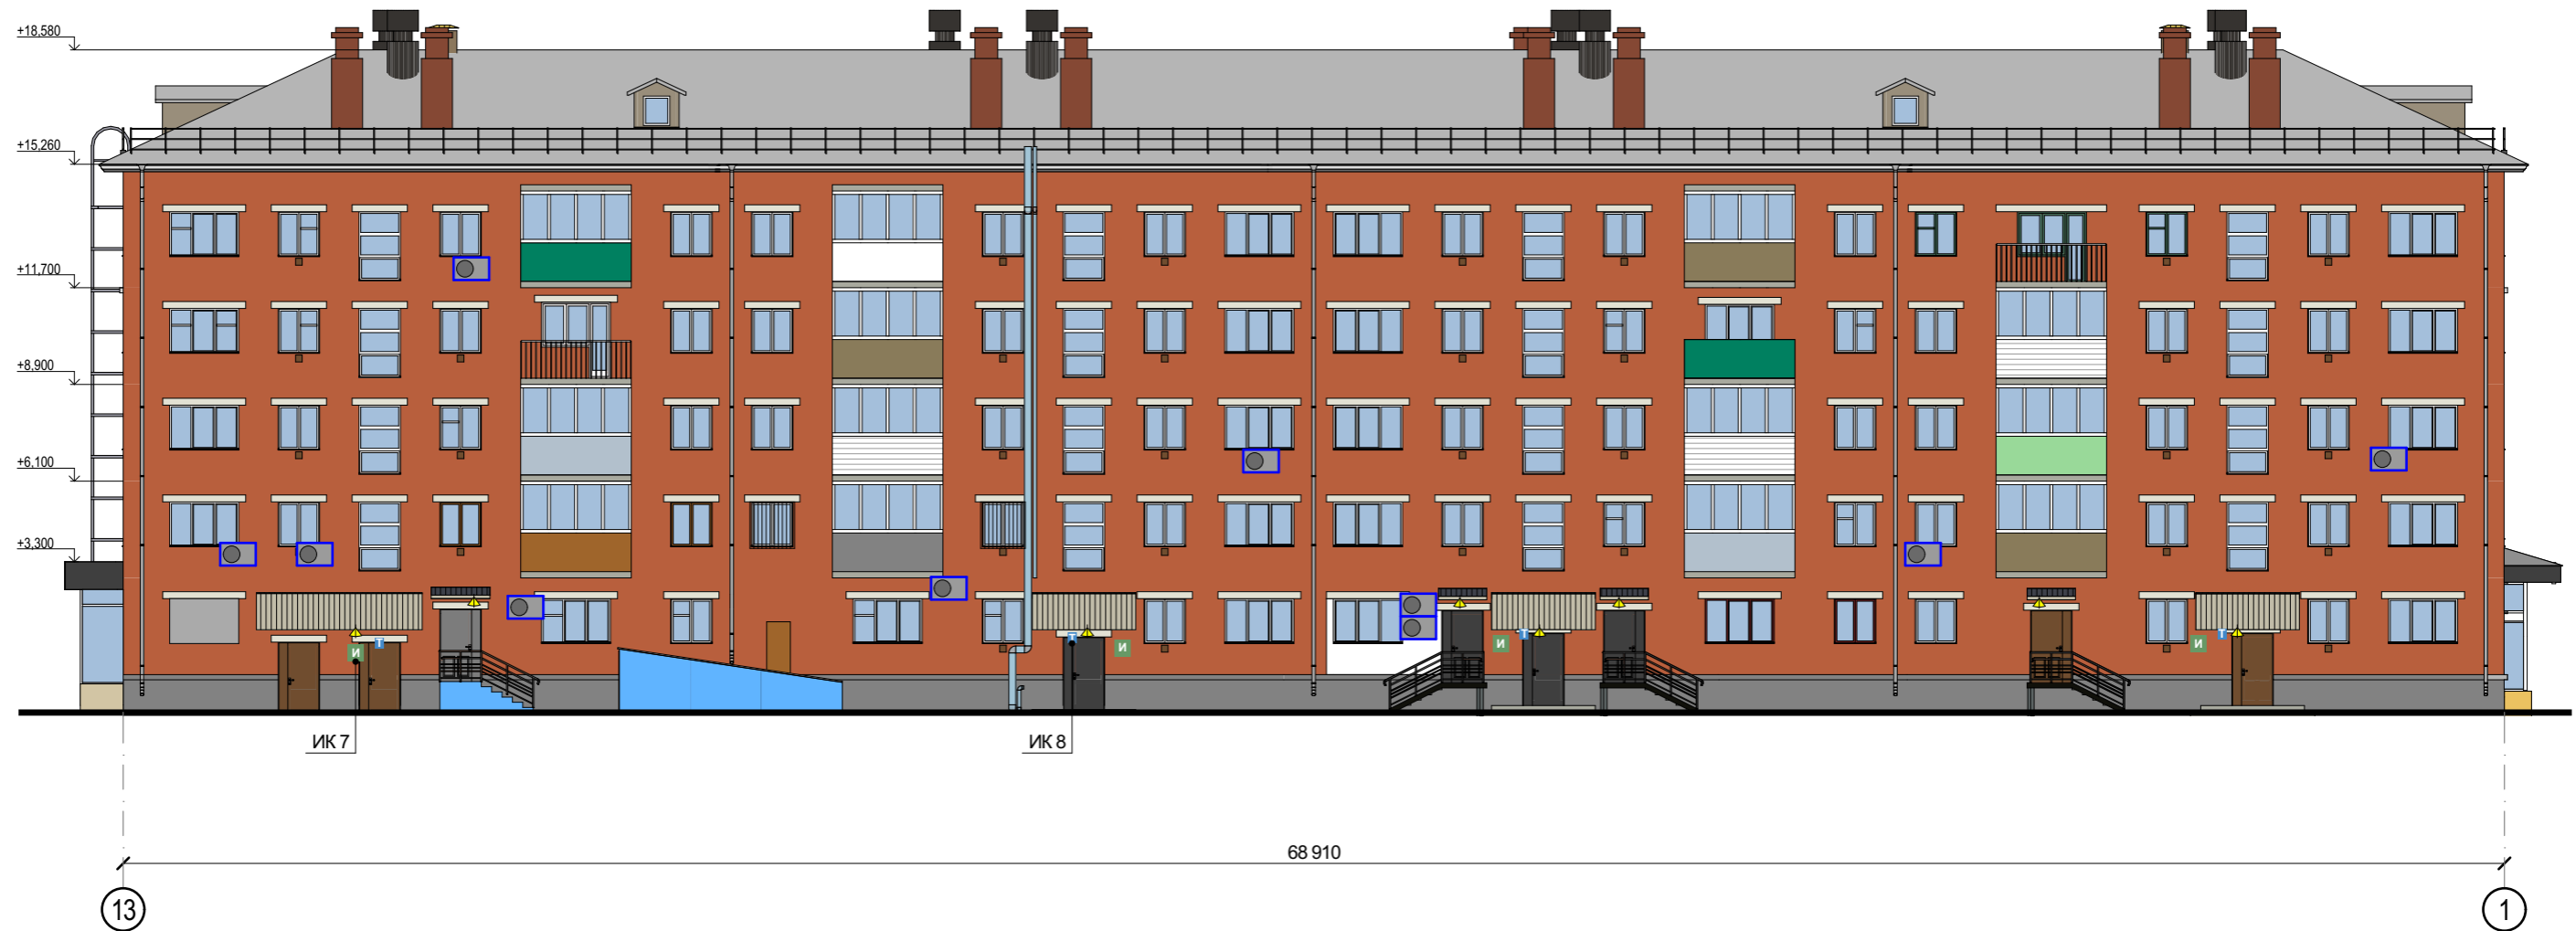 +18,580
+15,260
+11,700
+8,900
+6,100
+3,300
И
Т
Т
И
И
Т
И
Т
ИК 7
ИК 8
68 910
13
1